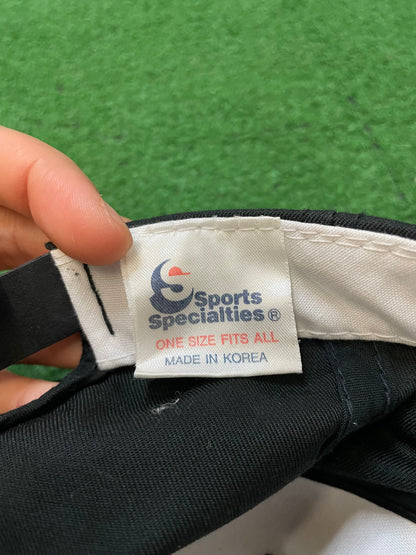 Sports
Specialties®
ONE SIZE FITS ALL
MADE IN KOREA